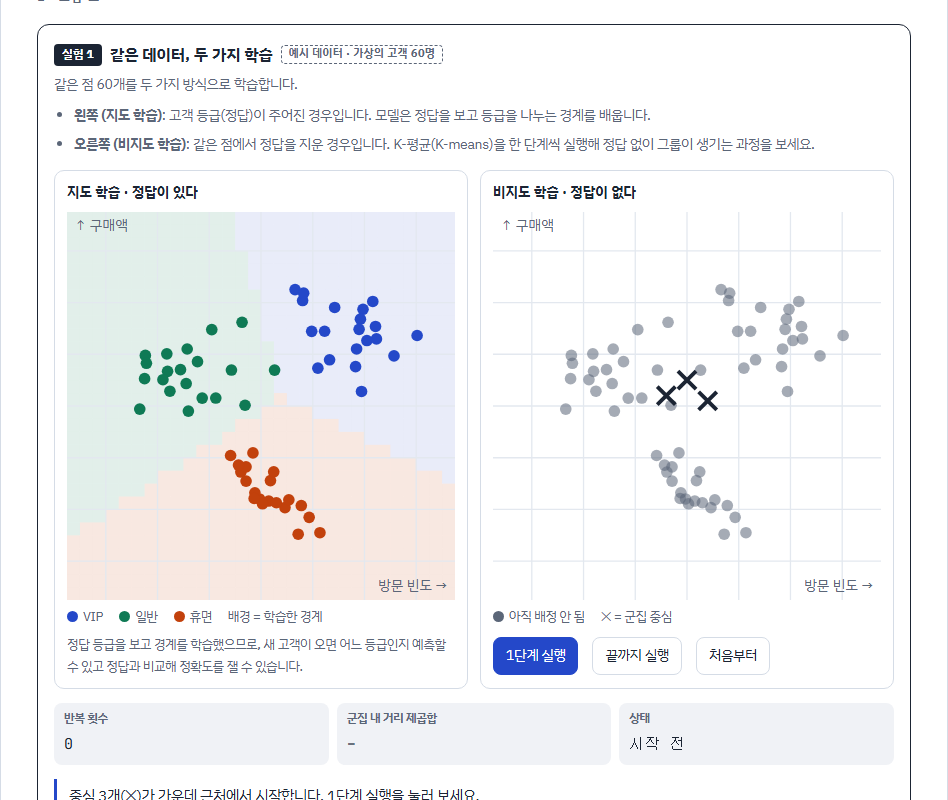 실험 1 같은 데이터, 두 가지 학습 예시 데이터 · 가상의 고객 60명
같은 점 60개를 두 가지 방식으로 학습합니다.
• 왼쪽 (지도 학습): 고객 등급(정답)이 주어진 경우입니다. 모델은 정답을 보고 등급을 나누는 경계를 배웁니다.
• 오른쪽 (비지도 학습): 같은 점에서 정답을 지운 경우입니다. K-평균(K-means)을 한 단계씩 실행해 정답 없이 그룹이 생기는 과정을 보세요.
지도 학습 · 정답이 있다
↑ 구매액
방문 빈도 →
VIP 일반 휴면 배경 = 학습한 경계
정답 등급을 보고 경계를 학습했으므로, 새 고객이 오면 어느 등급인지 예측할
수 있고 정답과 비교해 정확도를 잴 수 있습니다.
비지도 학습 · 정답이 없다
↑ 구매액
방문 빈도 →
아직 배정 안 됨 ✕ = 군집 중심
1단계 실행 끝까지 실행 처음부터
반복 횟수
0
군집 내 거리 제곱합
–
상태
시작 전
중심 3개(✕)가 가운데 근처에서 시작합니다. 1단계 실행을 눌러 보세요.